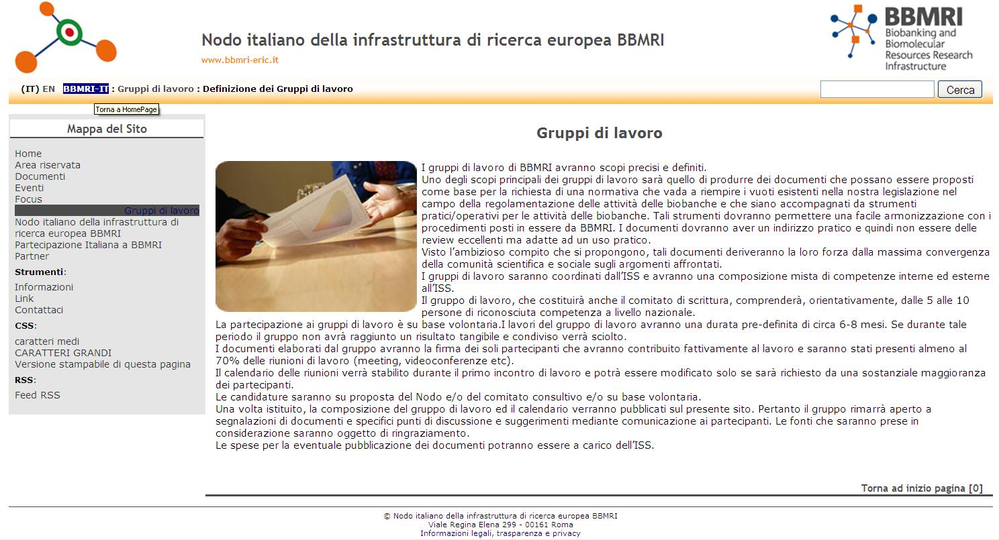 Nodo italiano della infrastruttura di ricerca europea BBMRI
www.bbmri-eric.it
BBMRI
Biobanking and
Biomolecular
Resources Research
Infrastructure
(IT) EN BBMRI-IT : Gruppi di lavoro : Definizione dei Gruppi di lavoro
Cerca
Torna a HomePage
Mappa del Sito
Home
Area riservata
Documenti
Eventi
Focus
Gruppi di lavoro
Nodo italiano della infrastruttura di
ricerca europea BBMRI
Partecipazione Italiana a BBMRI
Partner
Strumenti:
Informazioni
Link
Contattaci
CSS:
caratteri medi
CARATTERI GRANDI
Versione stampabile di questa pagina
RSS:
Feed RSS
Gruppi di lavoro
I gruppi di lavoro di BBMRI avranno scopi precisi e definiti.
Uno degli scopi principali dei gruppi di lavoro sarà quello di produrre dei documenti che possano essere proposti
come base per la richiesta di una normativa che vada a riempire i vuoti esistenti nella nostra legislazione nel
campo della regolamentazione delle attività delle biobanche e che siano accompagnati da strumenti
pratici/operativi per le attività delle biobanche. Tali strumenti dovranno permettere una facile armonizzazione con i
procedimenti posti in essere da BBMRI. I documenti dovranno aver un indirizzo pratico e quindi non essere delle
review eccellenti ma adatte ad un uso pratico.
Visto l'ambizioso compito che si propongono, tali documenti deriveranno la loro forza dalla massima convergenza
della comunità scientifica e sociale sugli argomenti affrontati.
I gruppi di lavoro saranno coordinati dall'ISS e avranno una composizione mista di competenze interne ed esterne
all'ISS.
Il gruppo di lavoro, che costituirà anche il comitato di scrittura, comprenderà, orientativamente, dalle 5 alle 10
persone di riconosciuta competenza a livello nazionale.
La partecipazione ai gruppi di lavoro è su base volontaria.I lavori del gruppo di lavoro avranno una durata pre-definita di circa 6-8 mesi. Se durante tale
periodo il gruppo non avrà raggiunto un risultato tangibile e condiviso verrà sciolto.
I documenti elaborati dal gruppo avranno la firma dei soli partecipanti che avranno contribuito fattivamente al lavoro e saranno stati presenti almeno al
70% delle riunioni di lavoro (meeting, videoconferenze etc).
Il calendario delle riunioni verrà stabilito durante il primo incontro di lavoro e potrà essere modificato solo se sarà richiesto da una sostanziale maggioranza
dei partecipanti.
Le candidature saranno su proposta del Nodo e/o del comitato consultivo e/o su base volontaria.
Una volta istituito, la composizione del gruppo di lavoro ed il calendario verranno pubblicati sul presente sito. Pertanto il gruppo rimarrà aperto a
segnalazioni di documenti e specifici punti di discussione e suggerimenti mediante comunicazione ai partecipanti. Le fonti che saranno prese in
considerazione saranno oggetto di ringraziamento.
Le spese per la eventuale pubblicazione dei documenti potranno essere a carico dell'ISS.
Torna ad inizio pagina [0]
© Nodo italiano della infrastruttura di ricerca europea BBMRI
Viale Regina Elena 299 - 00161 Roma
Informazioni legali, trasparenza e privacy